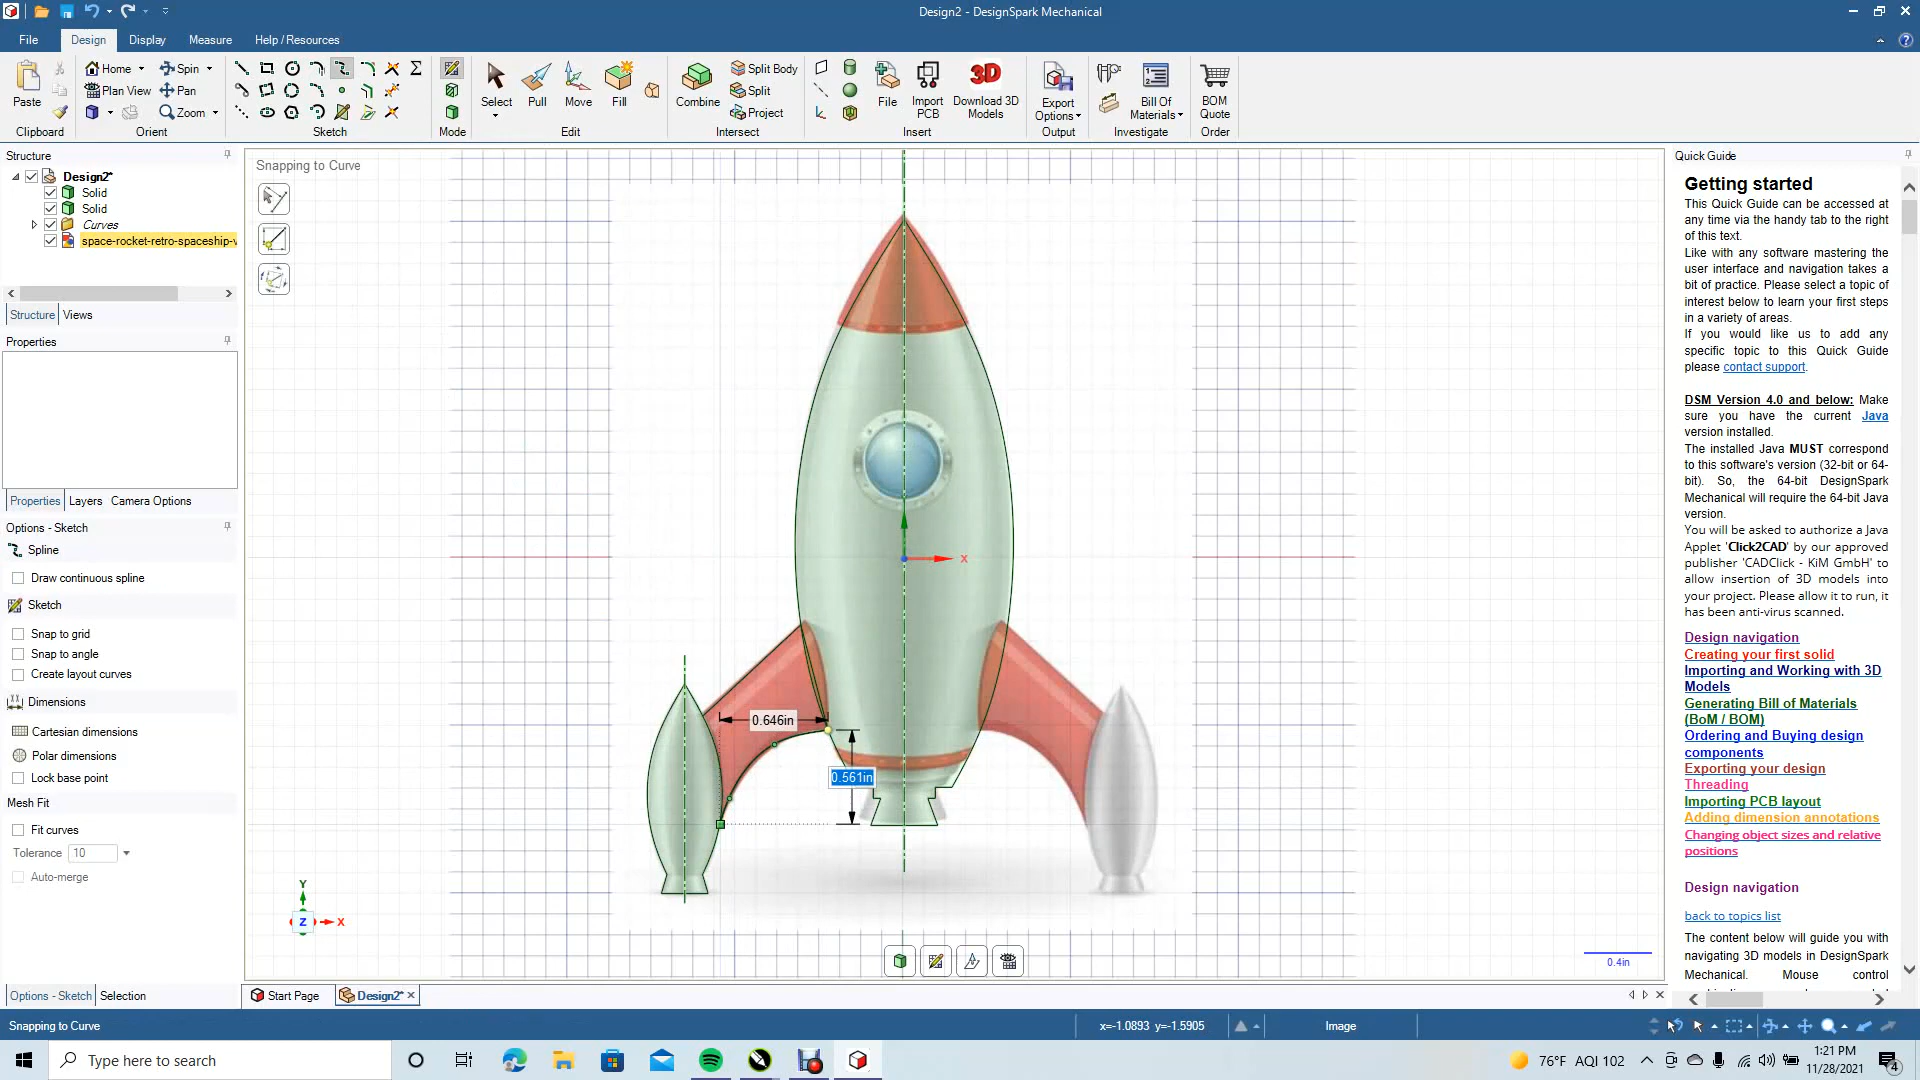 Design2 - DesignSpark Mechanical
File
Design
Display
Measure
Help / Resources
Paste
Clipboard
Home
Spin
Plan View
Pan
Zoom
Orient
Sketch
Mode
Select
Pull
Move
Fill
Edit
Combine
Split Body
Split
Project
Intersect
File
Import
PCB
Download 3D
Models
3D
Insert
Export
Options
Output
Bill Of
Materials
Investigate
BOM
Quote
Order
Structure
Design2*
Solid
Solid
Curves
space-rocket-retro-spaceship-v
Structure
Views
Properties
Properties
Layers
Camera Options
Options - Sketch
Spline
Draw continuous spline
Sketch
Snap to grid
Snap to angle
Create layout curves
Dimensions
Cartesian dimensions
Polar dimensions
Lock base point
Mesh Fit
Fit curves
Tolerance
10
Auto-merge
Options - Sketch
Selection
Snapping to Curve
X
0.646in
0.561in
Y
Z
X
0.4in
Start Page
Design2*
Quick Guide
Getting started
This Quick Guide can be accessed at
any time via the handy tab to the right
of this text.
Like with any software mastering the
user interface and navigation takes a
bit of practice. Please select a topic of
interest below to learn your first steps
in a variety of areas.
If you would like us to add any
specific topic to this Quick Guide
please contact support.
DSM Version 4.0 and below: Make
sure you have the current Java
version installed.
The installed Java MUST correspond
to this software's version (32-bit or 64-
bit). So, the 64-bit DesignSpark
Mechanical will require the 64-bit Java
version.
You will be asked to authorize a Java
Applet 'Click2CAD' by our approved
publisher 'CADClick - KiM GmbH' to
allow insertion of 3D models into
your project. Please allow it to run, it
has been anti-virus scanned.
Design navigation
Creating your first solid
Importing and Working with 3D
Models
Generating Bill of Materials
(BoM / BOM)
Ordering and Buying design
components
Exporting your design
Threading
Importing PCB layout
Adding dimension annotations
Changing object sizes and relative
positions
Design navigation
back to topics list
The content below will guide you with
navigating 3D models in DesignSpark
Mechanical. Mouse control
Snapping to Curve
x=-1.0893 y=-1.5905
Image
Type here to search
76°F AQI 102
1:21 PM
11/28/2021
4